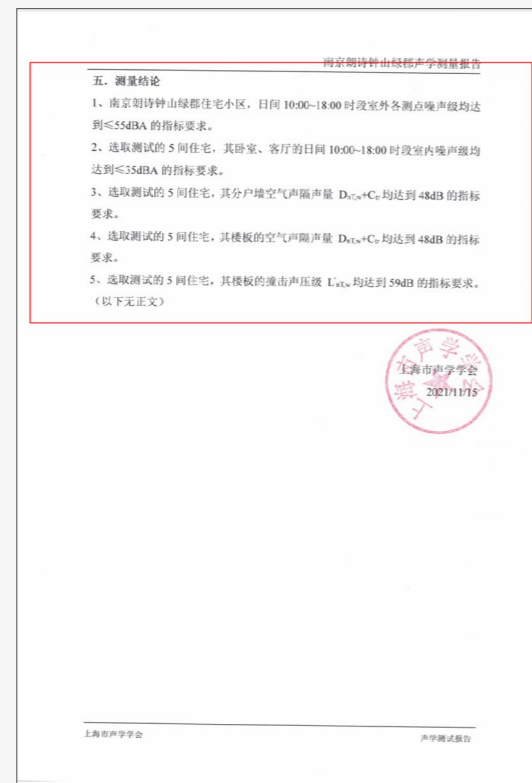 南京朗诗钟山绿郡声学测量报告
五．测量结论
1、南京朗诗钟山绿郡住宅小区，日间 10:00~18:00 时段室外各测点噪声级均达
到≤55dBA 的指标要求。
2、选取测试的 5 间住宅，其卧室、客厅的日间 10:00~18:00 时段室内噪声级均
达到≤35dBA 的指标要求。
3、选取测试的 5 间住宅，其分户墙空气声隔声量 DnT,w+Ctr 均达到 48dB 的指标
要求。
4、选取测试的 5 间住宅，其楼板的空气声隔声量 DnT,w+Ctr 均达到 48dB 的指标
要求。
5、选取测试的 5 间住宅，其楼板的撞击声压级 L'nT,w 均达到 59dB 的指标要求。
（以下无正文）
上海市声学学会
上海市声学学会
2021/11/15
上海市声学学会
声学测试报告